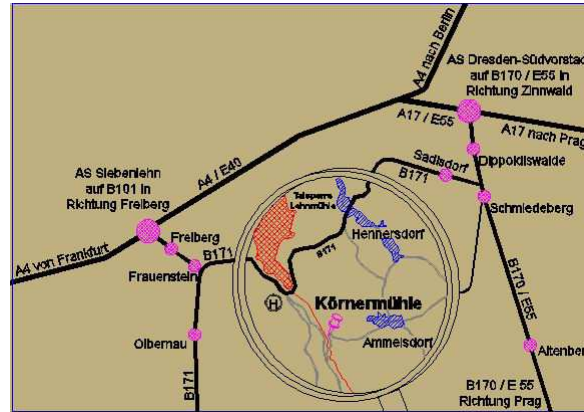 A4 nach Berlin
AS Dresden-Südvorstad
auf B170 / E55 in
Richtung Zinnwald
A17 / E55
A17 nach Prag
Dippoldiswalde
Sadisdorf
B171
Schmiedeberg
AS Siebenlehn
auf B101 in
Richtung Freiberg
A4 / E40
Talsperre
Lehnmühle
Hennersdorf
Freiberg
B171
A4 von Frankfurt
Frauenstein
B171
H
Körnermühle
B170 / E55
Ammelsdorf
Olbernau
Altenber
B171
B170 / E 55
Richtung Prag